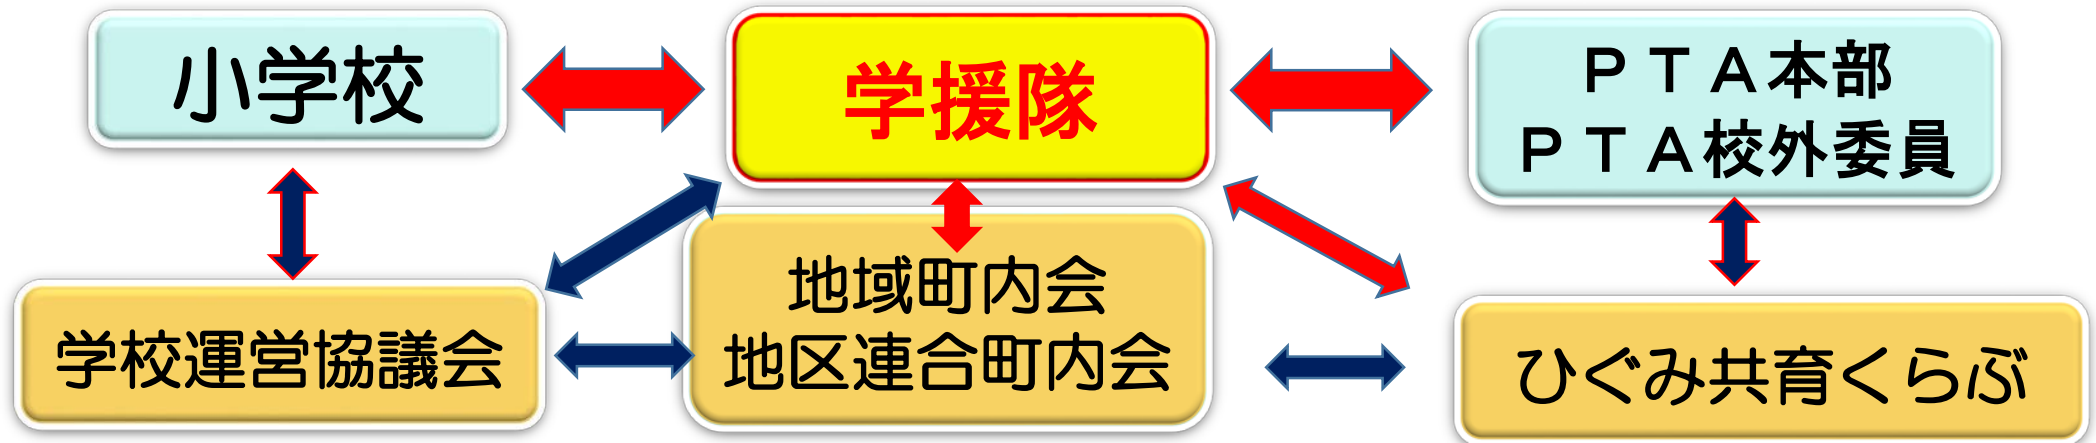 小学校
学援隊
ＰＴＡ本部
ＰＴＡ校外委員
学校運営協議会
地域町内会
地区連合町内会
ひぐみ共育くらぶ